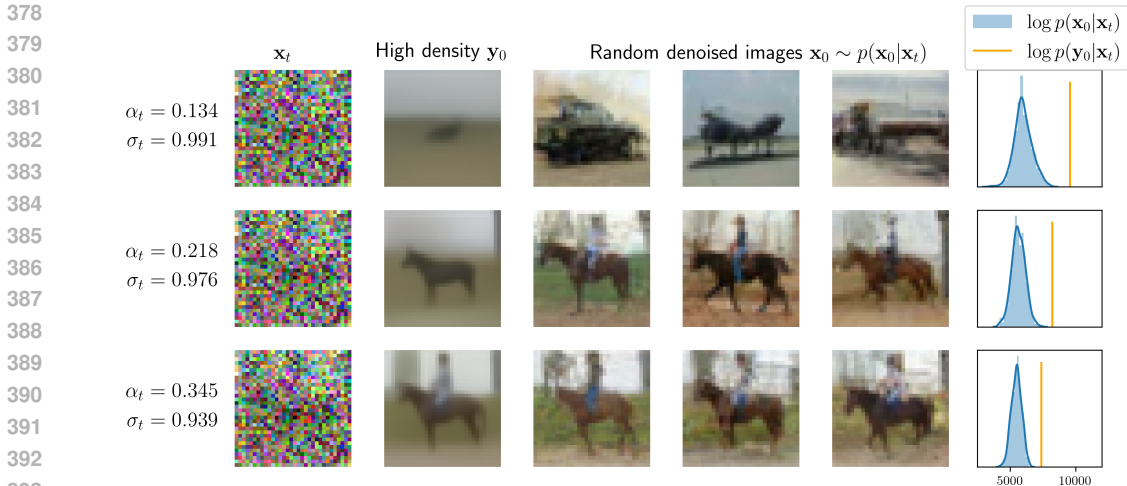 378
379
380
381
382
383
384
385
386
387
388
389
390
391
392
x_t
High density y_0
Random denoised images x_0 ∼ p(x_0|x_t)
log p(x_0|x_t)
log p(y_0|x_t)
α_t = 0.134
σ_t = 0.991
α_t = 0.218
σ_t = 0.976
α_t = 0.345
σ_t = 0.939
5000 10000